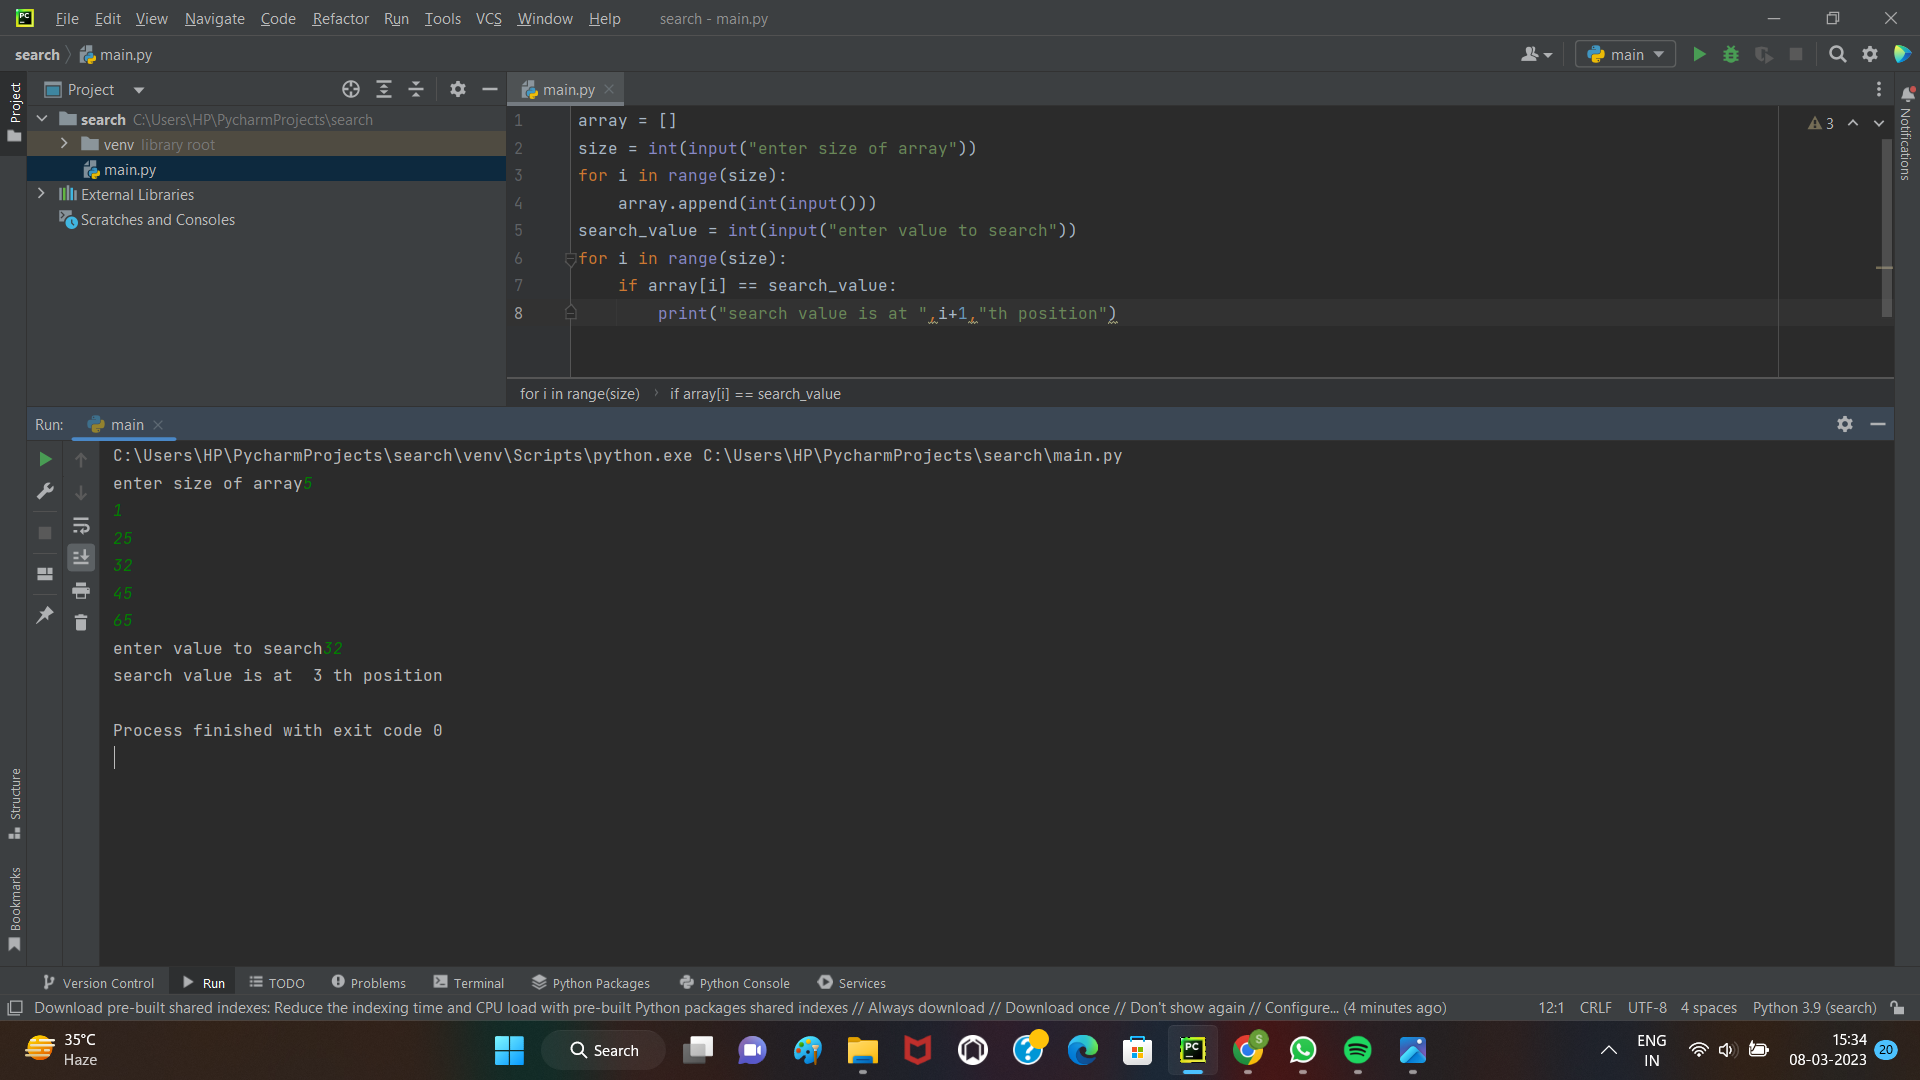 PC File Edit View Navigate Code Refactor Run Tools VCS Window Help search - main.py
search main.py main
Project main.py
search C:\Users\HP\PycharmProjects\search
venv library root
main.py
External Libraries
Scratches and Consoles
Project
Structure
Bookmarks
Notifications
3
1 array = []
2 size = int(input("enter size of array"))
3 for i in range(size):
4 array.append(int(input()))
5 search_value = int(input("enter value to search"))
6 for i in range(size):
7 if array[i] == search_value:
8 print("search value is at ",i+1,"th position")
for i in range(size) if array[i] == search_value
Run: main
C:\Users\HP\PycharmProjects\search\venv\Scripts\python.exe C:\Users\HP\PycharmProjects\search\main.py
enter size of array5
1
25
32
45
65
enter value to search32
search value is at  3 th position
Process finished with exit code 0
Version Control Run TODO Problems Terminal Python Packages Python Console Services
Download pre-built shared indexes: Reduce the indexing time and CPU load with pre-built Python packages shared indexes // Always download // Download once // Don't show again // Configure... (4 minutes ago) 12:1 CRLF UTF-8 4 spaces Python 3.9 (search)
35°C
Haze
Search
PC
S
ENG
IN
15:34
08-03-2023
20